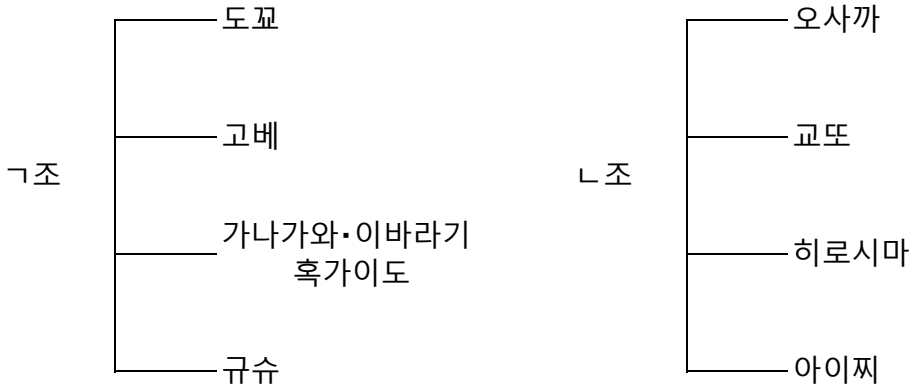 ㄱ조
도꾜
고베
가나가와·이바라기
혹가이도
규슈
ㄴ조
오사까
교또
히로시마
아이찌